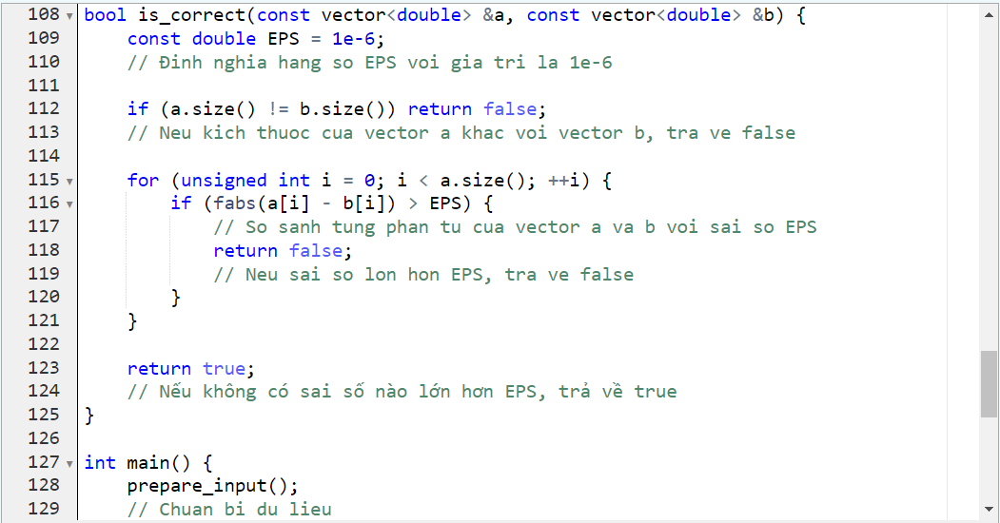 108 bool is_correct(const vector<double> &a, const vector<double> &b) {
109     const double EPS = 1e-6;
110     // Đinh nghia hang so EPS voi gia tri la 1e-6
111
112     if (a.size() != b.size()) return false;
113     // Neu kich thuoc cua vector a khac voi vector b, tra ve false
114
115     for (unsigned int i = 0; i < a.size(); ++i) {
116         if (fabs(a[i] - b[i]) > EPS) {
117             // So sanh tung phan tu cua vector a va b voi sai so EPS
118             return false;
119             // Neu sai so lon hon EPS, tra ve false
120         }
121     }
122
123     return true;
124     // Nếu không có sai số nào lớn hơn EPS, trả về true
125 }
126
127 int main() {
128     prepare_input();
129     // Chuan bi du lieu